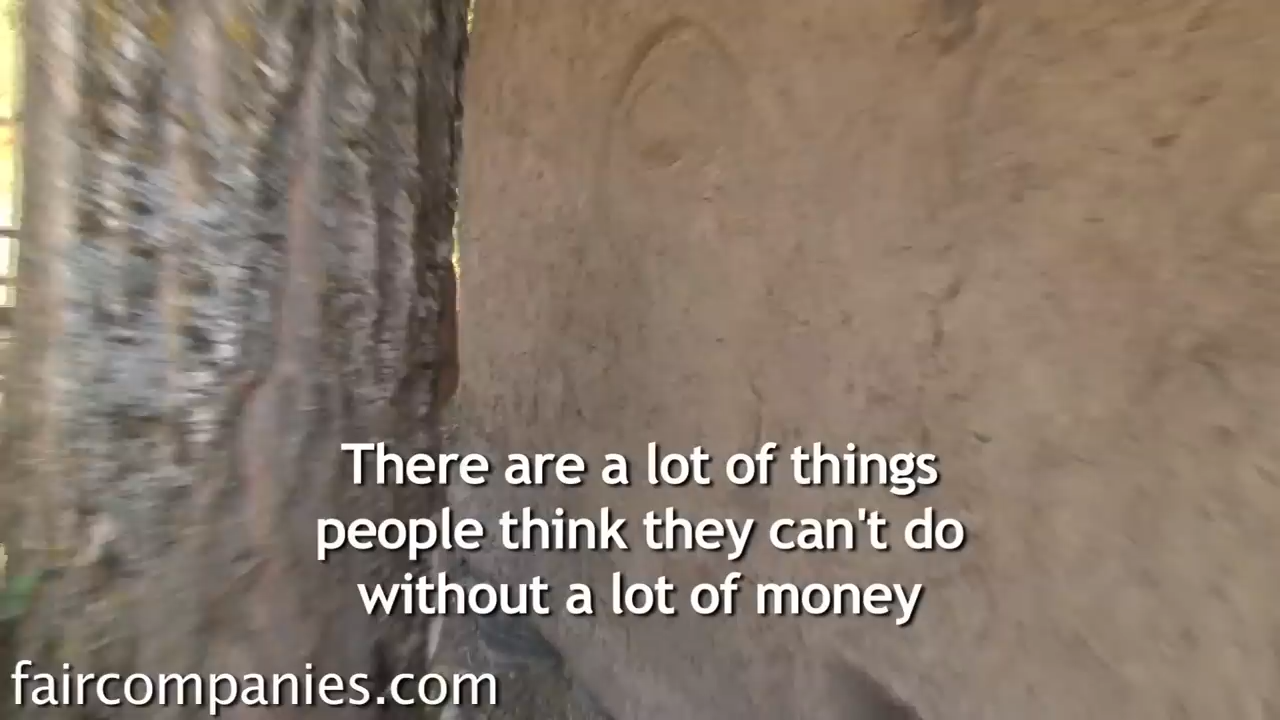 There are a lot of things
people think they can't do
without a lot of money
faircompanies.com